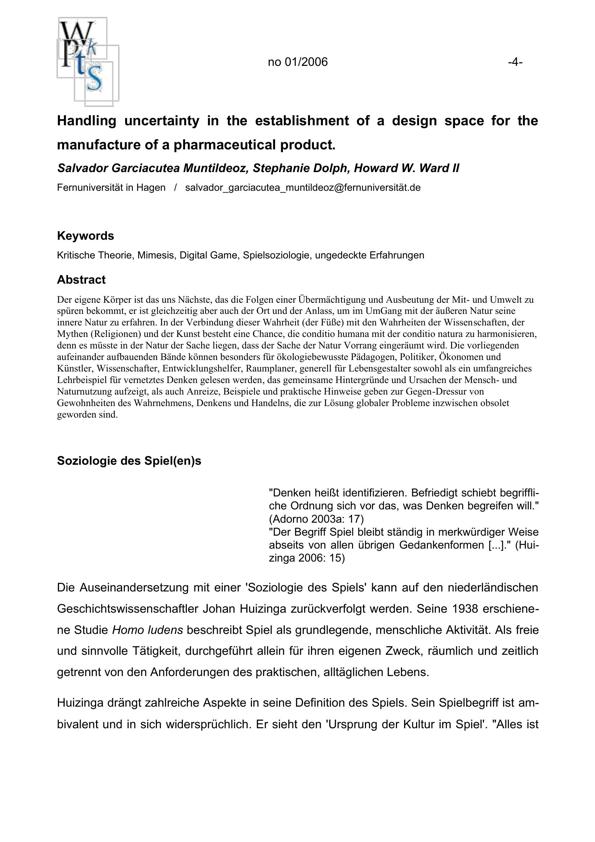 W
P k
t s
S
no 01/2006 -4-
Handling uncertainty in the establishment of a design space for the
manufacture of a pharmaceutical product.
Salvador Garciacutea Muntildeoz, Stephanie Dolph, Howard W. Ward II
Fernuniversität in Hagen / salvador_garciacutea_muntildeoz@fernuniversität.de
Keywords
Kritische Theorie, Mimesis, Digital Game, Spielsoziologie, ungedeckte Erfahrungen
Abstract
Der eigene Körper ist das uns Nächste, das die Folgen einer Übermächtigung und Ausbeutung der Mit- und Umwelt zu
spüren bekommt, er ist gleichzeitig aber auch der Ort und der Anlass, um im UmGang mit der äußeren Natur seine
innere Natur zu erfahren. In der Verbindung dieser Wahrheit (der Füße) mit den Wahrheiten der Wissenschaften, der
Mythen (Religionen) und der Kunst besteht eine Chance, die conditio humana mit der conditio natura zu harmonisieren,
denn es müsste in der Natur der Sache liegen, dass der Sache der Natur Vorrang eingeräumt wird. Die vorliegenden
aufeinander aufbauenden Bände können besonders für ökologiebewusste Pädagogen, Politiker, Ökonomen und
Künstler, Wissenschafter, Entwicklungshelfer, Raumplaner, generell für Lebensgestalter sowohl als ein umfangreiches
Lehrbeispiel für vernetztes Denken gelesen werden, das gemeinsame Hintergründe und Ursachen der Mensch- und
Naturnutzung aufzeigt, als auch Anreize, Beispiele und praktische Hinweise geben zur Gegen-Dressur von
Gewohnheiten des Wahrnehmens, Denkens und Handelns, die zur Lösung globaler Probleme inzwischen obsolet
geworden sind.
Soziologie des Spiel(en)s
"Denken heißt identifizieren. Befriedigt schiebt begriffli-
che Ordnung sich vor das, was Denken begreifen will."
(Adorno 2003a: 17)
"Der Begriff Spiel bleibt ständig in merkwürdiger Weise
abseits von allen übrigen Gedankenformen [...]." (Hui-
zinga 2006: 15)
Die Auseinandersetzung mit einer 'Soziologie des Spiels' kann auf den niederländischen
Geschichtswissenschaftler Johan Huizinga zurückverfolgt werden. Seine 1938 erschiene-
ne Studie Homo ludens beschreibt Spiel als grundlegende, menschliche Aktivität. Als freie
und sinnvolle Tätigkeit, durchgeführt allein für ihren eigenen Zweck, räumlich und zeitlich
getrennt von den Anforderungen des praktischen, alltäglichen Lebens.
Huizinga drängt zahlreiche Aspekte in seine Definition des Spiels. Sein Spielbegriff ist am-
bivalent und in sich widersprüchlich. Er sieht den 'Ursprung der Kultur im Spiel'. "Alles ist